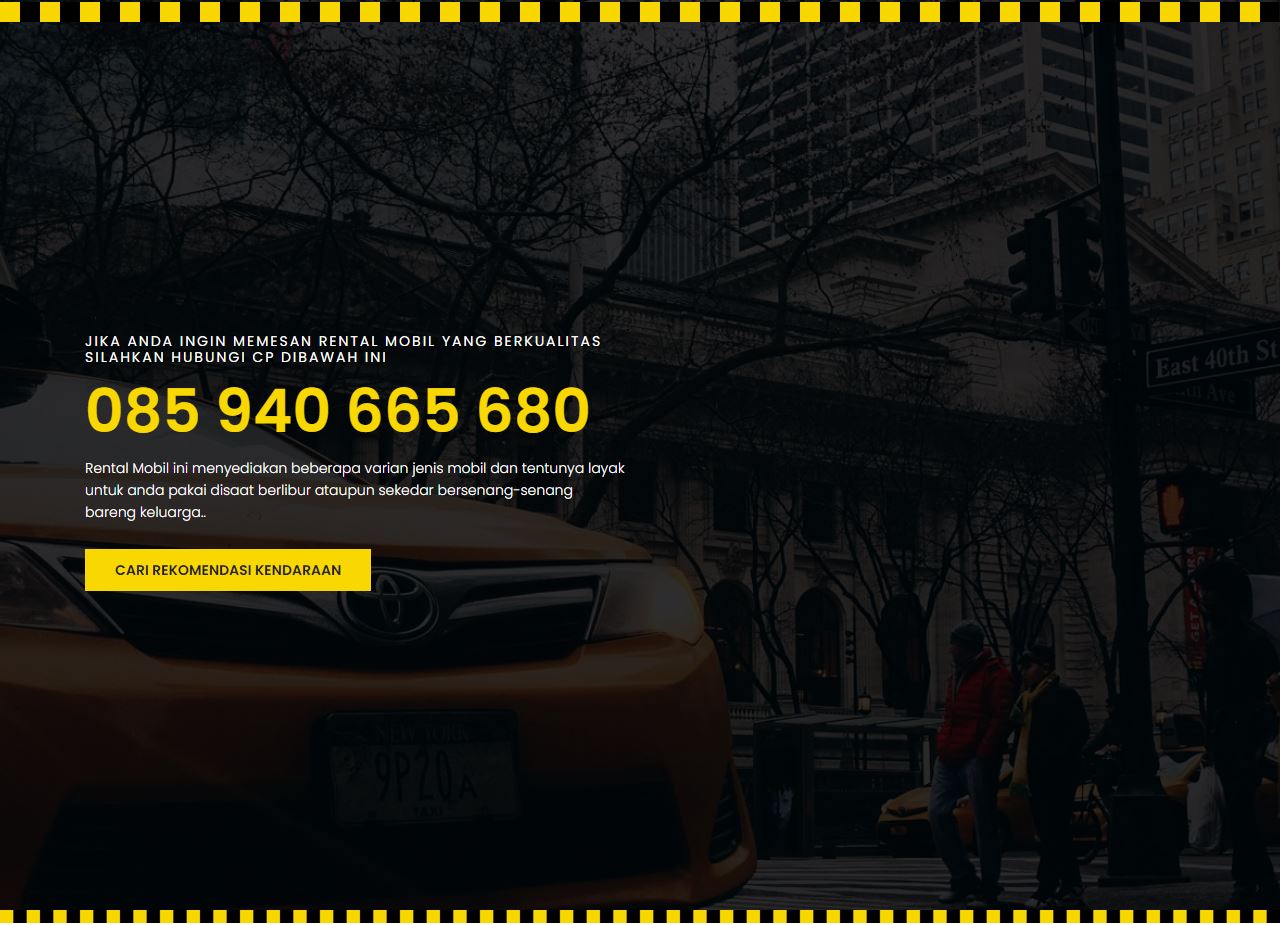 JIKA ANDA INGIN MEMESAN RENTAL MOBIL YANG BERKUALITAS
SILAHKAN HUBUNGI CP DIBAWAH INI
085 940 665 680
Rental Mobil ini menyediakan beberapa varian jenis mobil dan tentunya layak
untuk anda pakai disaat berlibur ataupun sekedar bersenang-senang
bareng keluarga..
CARI REKOMENDASI KENDARAAN
East 40th St
Ave
NEW YORK
9P20A
TAXI